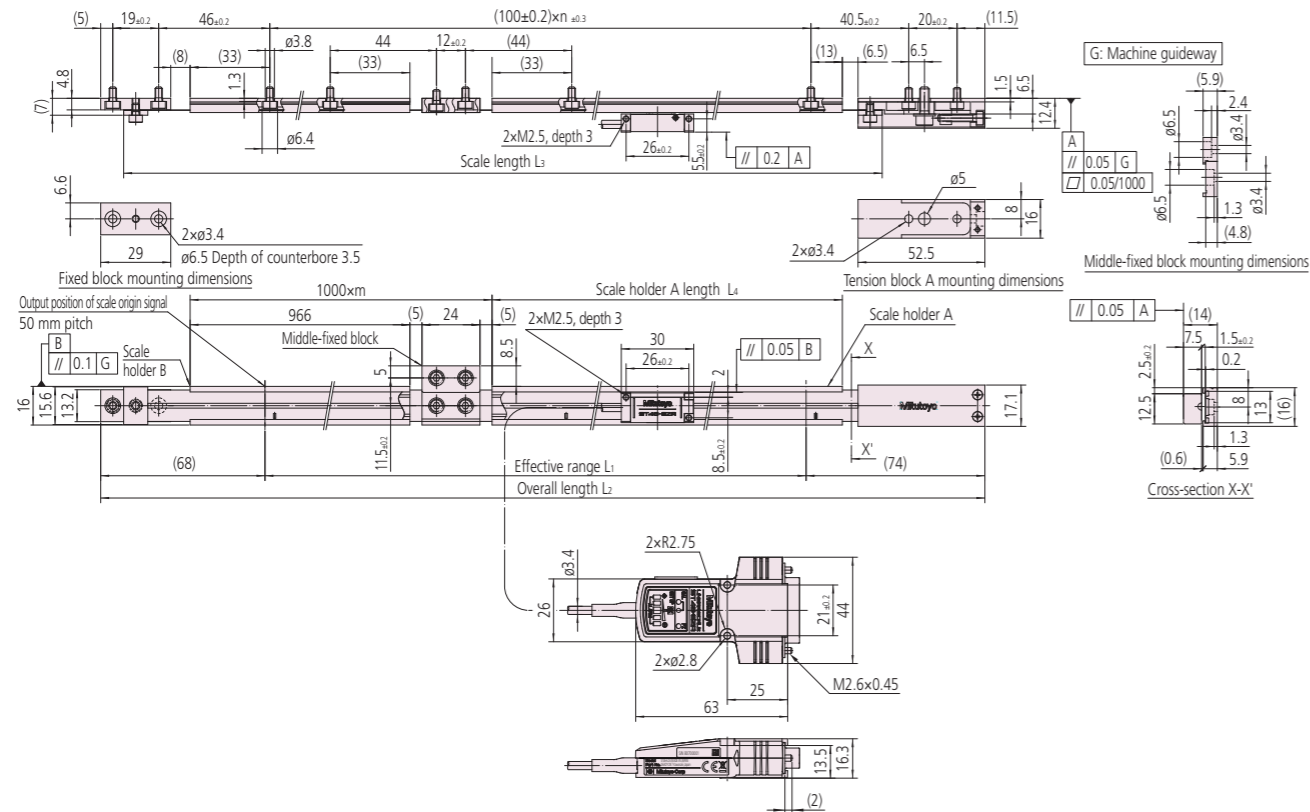 (5)
19±0.2
46±0.2
(100±0.2)×n ±0.3
40.5±0.2
20±0.2
(11.5)
(8)
(33)
ø3.8
44
12±0.2
(44)
(13)
(6.5)
6.5
G: Machine guideway
4.8
(7)
1.3
(33)
(33)
1.5
6.5
12.4
(5.9)
2.4
ø6.5
ø3.4
ø6.4
2×M2.5, depth 3
26±0.2
5.5±0.2
// 0.2 A
A
// 0.05 G
0.05/1000
Scale length L3
ø6.5
ø3.4
1.3
(4.8)
6.6
29
2×ø3.4
ø6.5 Depth of counterbore 3.5
ø5
8
16
2×ø3.4
52.5
Fixed block mounting dimensions
Tension block A mounting dimensions
Middle-fixed block mounting dimensions
Output position of scale origin signal
50 mm pitch
1000×m
Scale holder A length L4
966
(5)
24
(5)
2×M2.5, depth 3
Scale holder A
// 0.05 A
(14)
7.5
1.5±0.2
0.2
B
// 0.1 G
Scale
holder B
Middle-fixed block
5
8.5
30
26±0.2
2
// 0.05 B
X
2.5±0.2
16
15.6
13.2
Mitutoyo
Mitutoyo
17.1
12.5
8
13
(16)
11.5±0.2
8.5±0.2
X'
1.3
(0.6)
5.9
(68)
Effective range L1
(74)
Overall length L2
Cross-section X-X'
2×R2.75
ø3.4
26
Mitutoyo
21±0.2
44
2×ø2.8
25
M2.6×0.45
63
Mitutoyo Corp.
CE
13.5
16.3
(2)